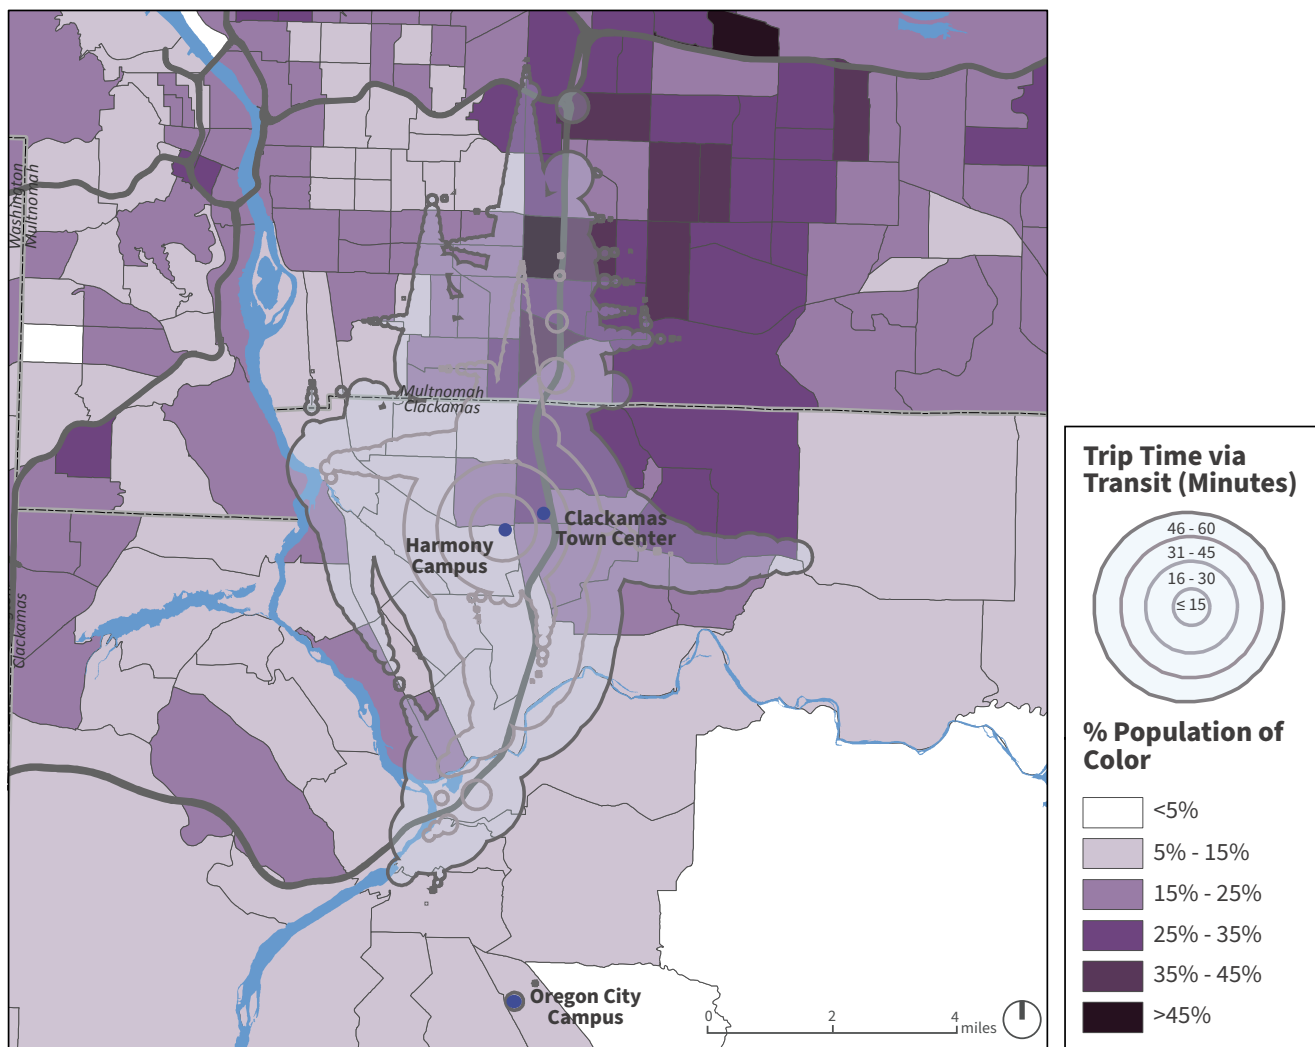 Washington
Multnomah
Multnomah
Clackamas
Clackamas
Town Center
Harmony
Campus
Clackamas
Oregon City
Campus
0
2
4
miles
Trip Time via
Transit (Minutes)
46 - 60
31 - 45
16 - 30
≤ 15
% Population of
Color
<5%
5% - 15%
15% - 25%
25% - 35%
35% - 45%
>45%